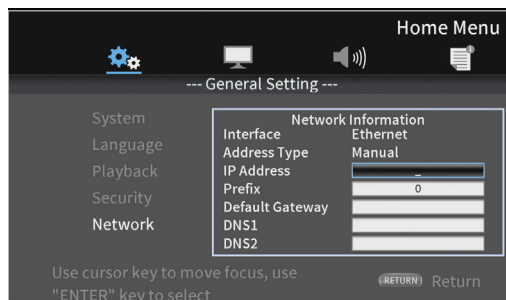 Home Menu
--- General Setting ---
System
Language
Playback
Security
Network
Network Information
Interface Ethernet
Address Type Manual
IP Address _
Prefix 0
Default Gateway
DNS1
DNS2
Use cursor key to move focus, use
"ENTER" key to select
RETURN Return